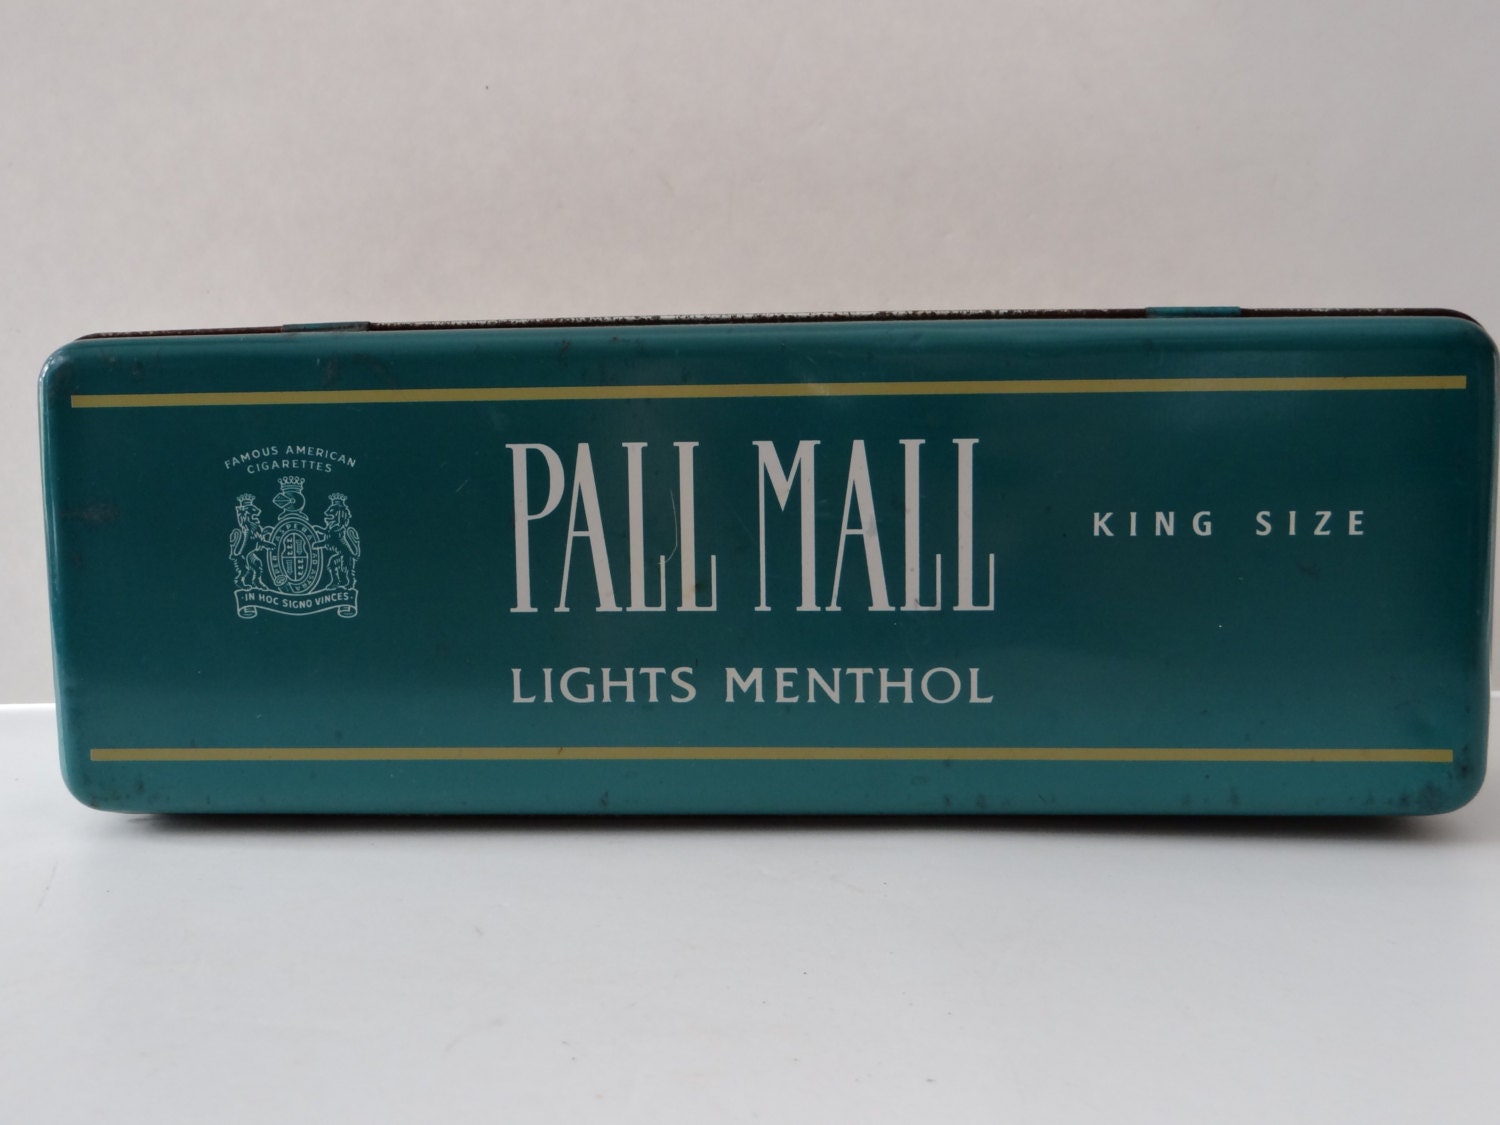 FAMOUS AMERICAN
CIGARETTES
IN HOC SIGNO VINCES
PALL MALL
LIGHTS MENTHOL
KING SIZE